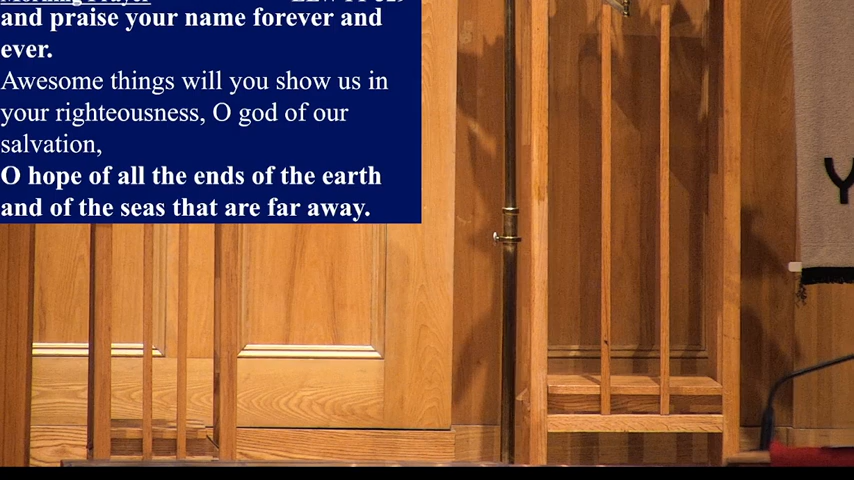 and praise your name forever and
ever.
Awesome things will you show us in
your righteousness, O god of our
salvation,
O hope of all the ends of the earth
and of the seas that are far away.
Y